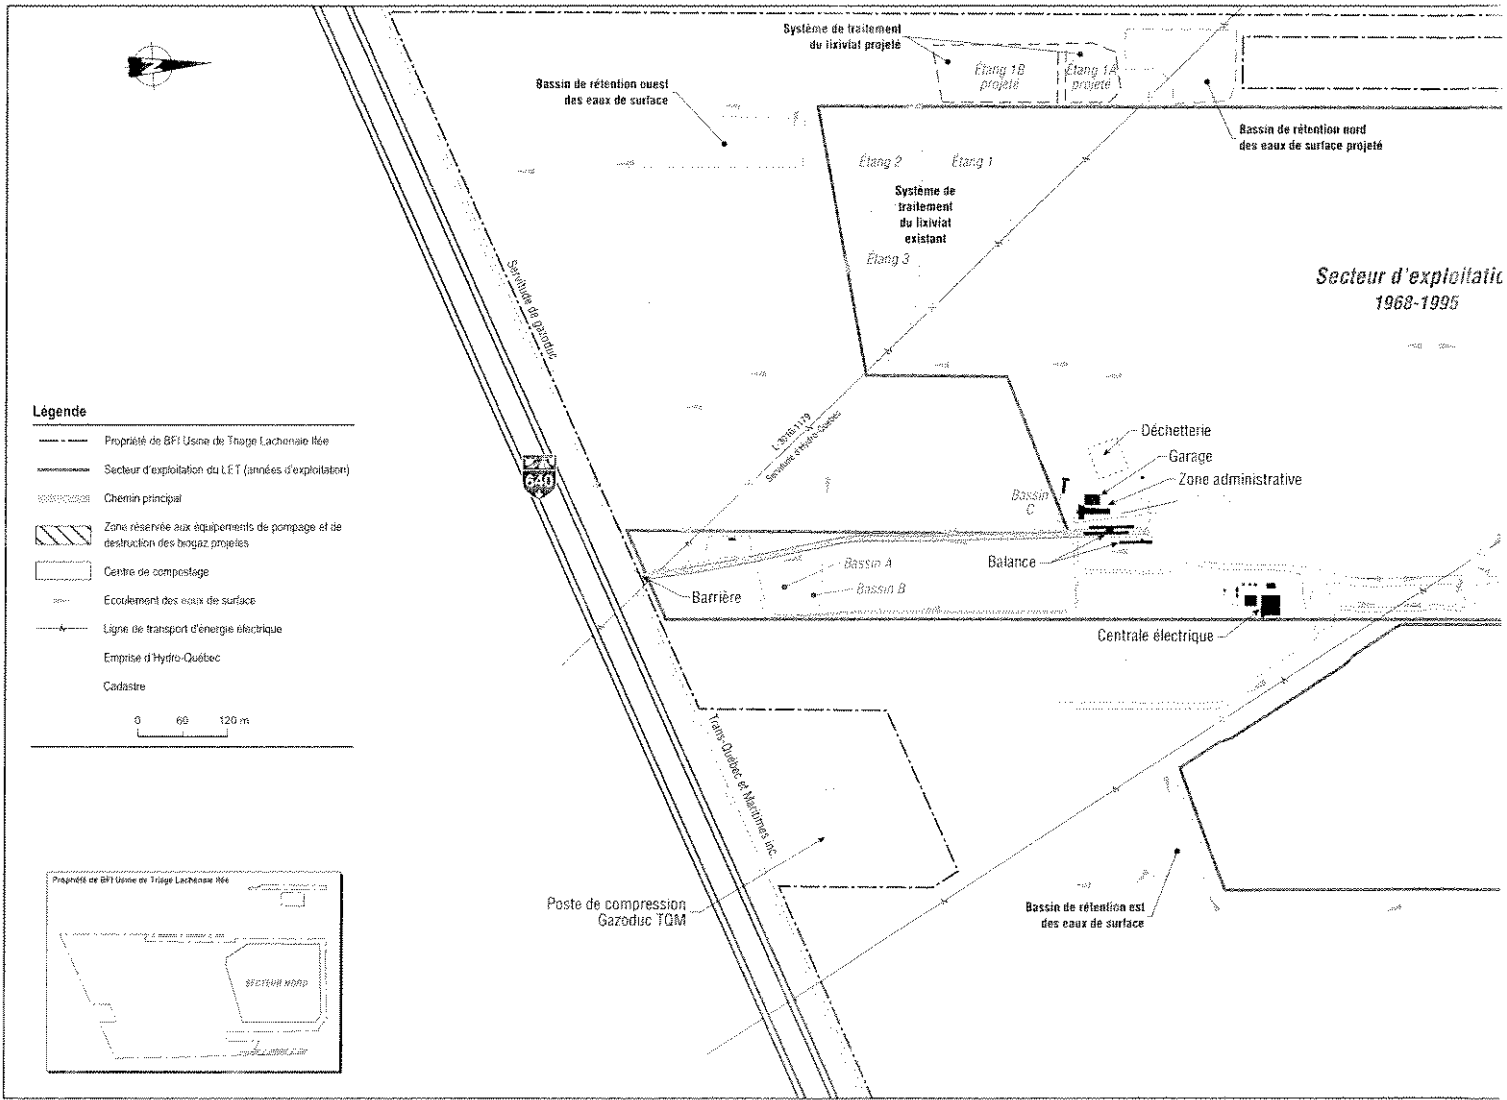 Système de traitement
du lixiviat projeté
Étang 1B
projeté
Étang 1A
projeté
Bassin de rétention ouest
des eaux de surface
Bassin de rétention nord
des eaux de surface projeté
Étang 2
Étang 1
Système de
traitement
du lixiviat
existant
Étang 3
Secteur d'exploitatio
1968-1995
Servitude de gazoduc
Légende
Propriété de BFI Usine de Triage Lachenaie ltée
Secteur d'exploitation du LET (années d'exploitation)
Chemin principal
Zone réservée aux équipements de pompage et de
destruction des biogaz projetés
Centre de compostage
Écoulement des eaux de surface
Ligne de transport d'énergie électrique
Emprise d'Hydro-Québec
Cadastre
0 60 120 m
640
Servitude d'Hydro-Québec
Déchetterie
Garage
Zone administrative
Bassin
C
Balance
Bassin A
Bassin B
Barrière
Centrale électrique
Trans-Québec et Maritimes inc.
Poste de compression
Gazoduc TQM
Bassin de rétention est
des eaux de surface
Propriété de BFI Usine de Triage Lachenaie ltée
SECTEUR NORD